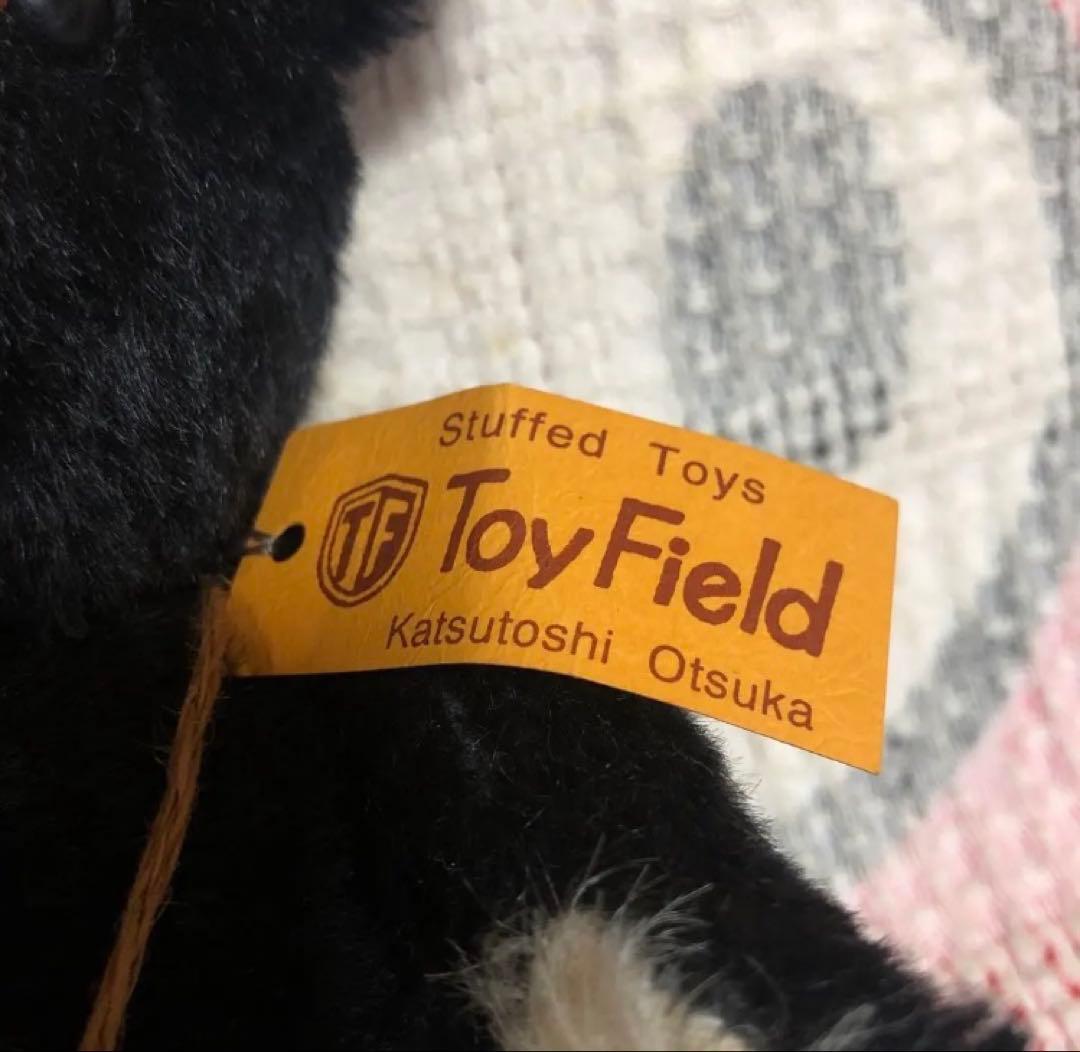 Stuffed Toys
TF
ToyField
Katsutoshi Otsuka